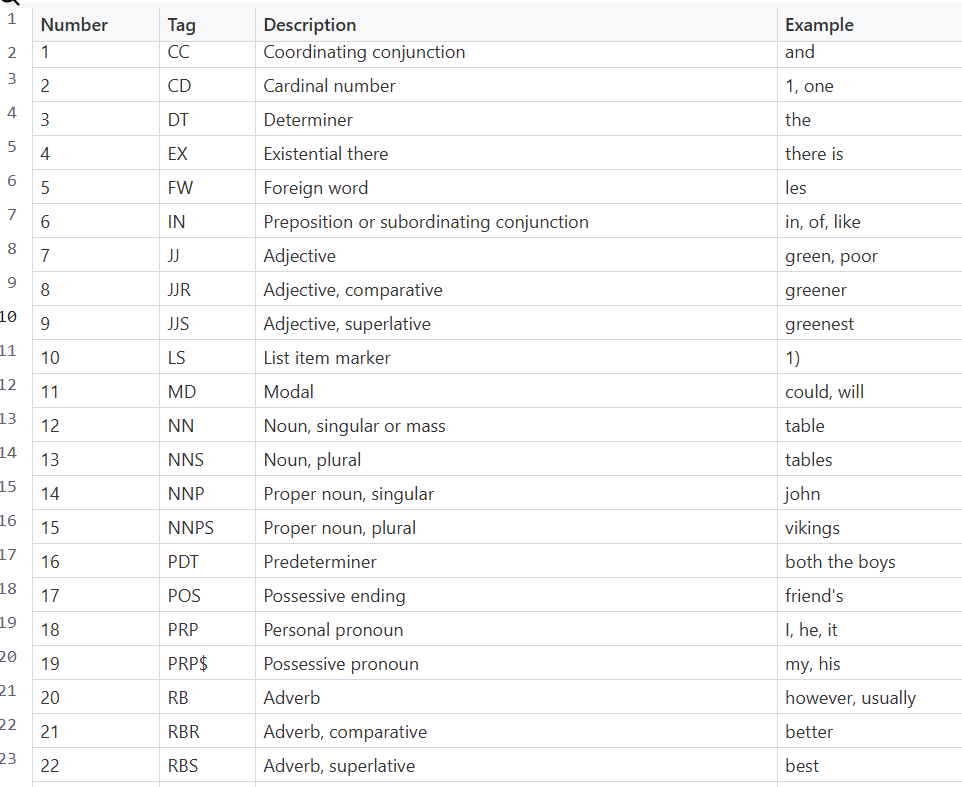 1 Number Tag Description Example
2 1 CC Coordinating conjunction and
3 2 CD Cardinal number 1, one
4 3 DT Determiner the
5 4 EX Existential there there is
6 5 FW Foreign word les
7 6 IN Preposition or subordinating conjunction in, of, like
8 7 JJ Adjective green, poor
9 8 JJR Adjective, comparative greener
10 9 JJS Adjective, superlative greenest
11 10 LS List item marker 1)
12 11 MD Modal could, will
13 12 NN Noun, singular or mass table
14 13 NNS Noun, plural tables
15 14 NNP Proper noun, singular john
16 15 NNPS Proper noun, plural vikings
17 16 PDT Predeterminer both the boys
18 17 POS Possessive ending friend's
19 18 PRP Personal pronoun I, he, it
20 19 PRP$ Possessive pronoun my, his
21 20 RB Adverb however, usually
22 21 RBR Adverb, comparative better
23 22 RBS Adverb, superlative best